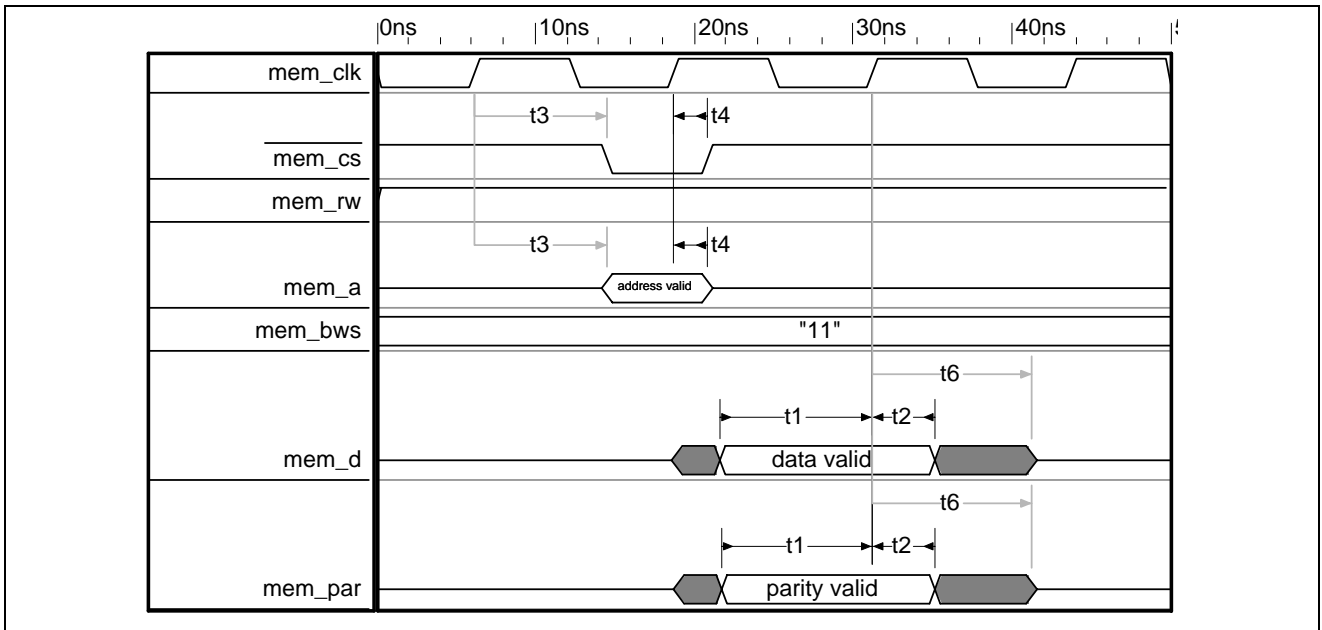 0ns 10ns 20ns 30ns 40ns
mem_clk
t3 t4
mem_cs
mem_rw
t3 t4
mem_a address valid
mem_bws "11"
t6
t1 t2
mem_d data valid
t6
t1 t2
mem_par parity valid